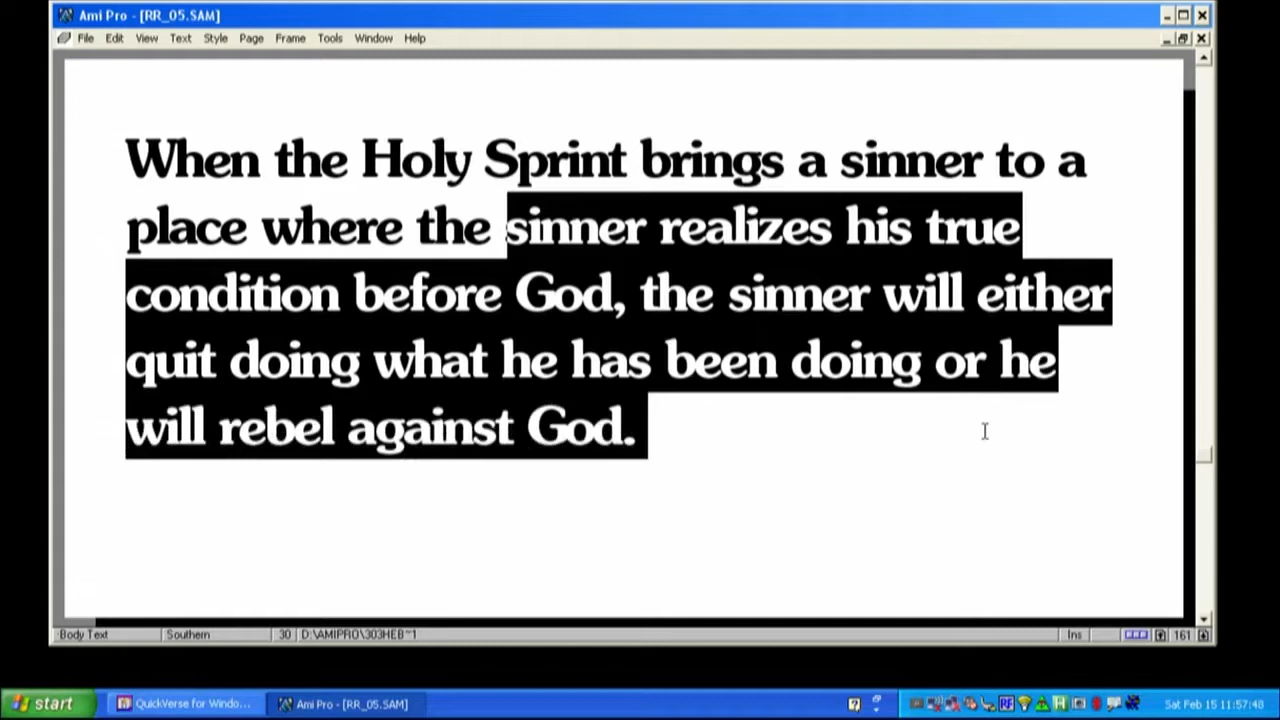 Ami Pro - [RR_05.SAM]
File Edit View Text Style Page Frame Tools Window Help
When the Holy Sprint brings a sinner to a
place where the sinner realizes his true
condition before God, the sinner will either
quit doing what he has been doing or he
will rebel against God.
Body Text Southern 30 D:\AMIPRO\303HEB~1 Ins 161
start QuickVerse for Windo... Ami Pro - [RR_05.SAM] RF H Sat Feb 15 11:57:48